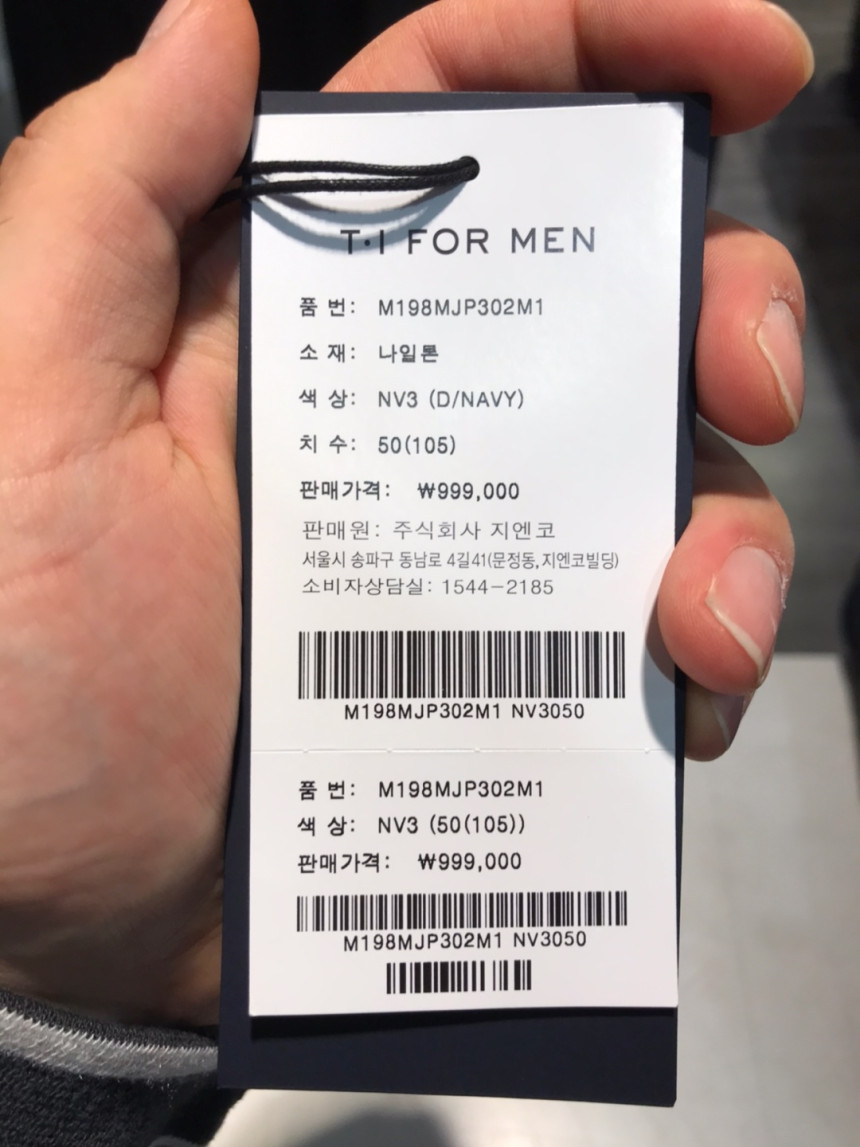 T·I FOR MEN
품 번: M198MJP302M1
소 재: 나일론
색 상: NV3 (D/NAVY)
치 수: 50(105)
판매가격: ₩999,000
판매원: 주식회사 지엔코
서울시 송파구 동남로 4길41(문정동,지엔코빌딩)
소비자상담실: 1544-2185
M198MJP302M1 NV3050
품 번: M198MJP302M1
색 상: NV3 (50(105))
판매가격: ₩999,000
M198MJP302M1 NV3050